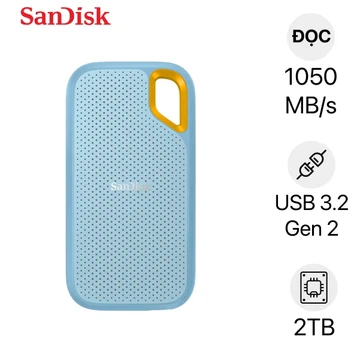 SanDisk
ĐỌC
1050
MB/s
SanDisk
USB 3.2
Gen 2
2TB